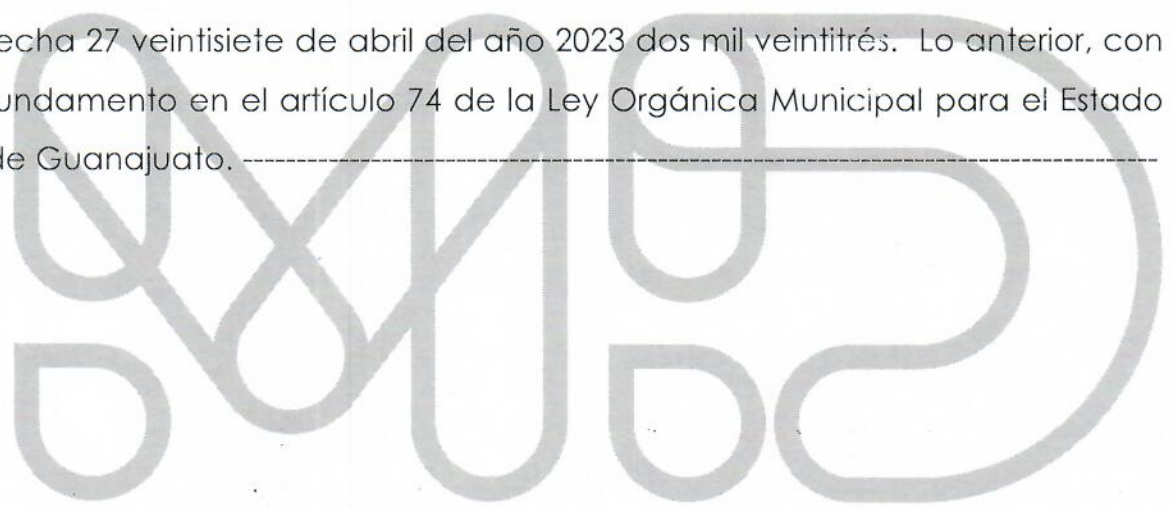 echa 27 veintisiete de abril del año 2023 dos mil veintitrés. Lo anterior, con
undamento en el artículo 74 de la Ley Orgánica Municipal para el Estado
de Guanajuato. ------------------------------------------------------------------------------------